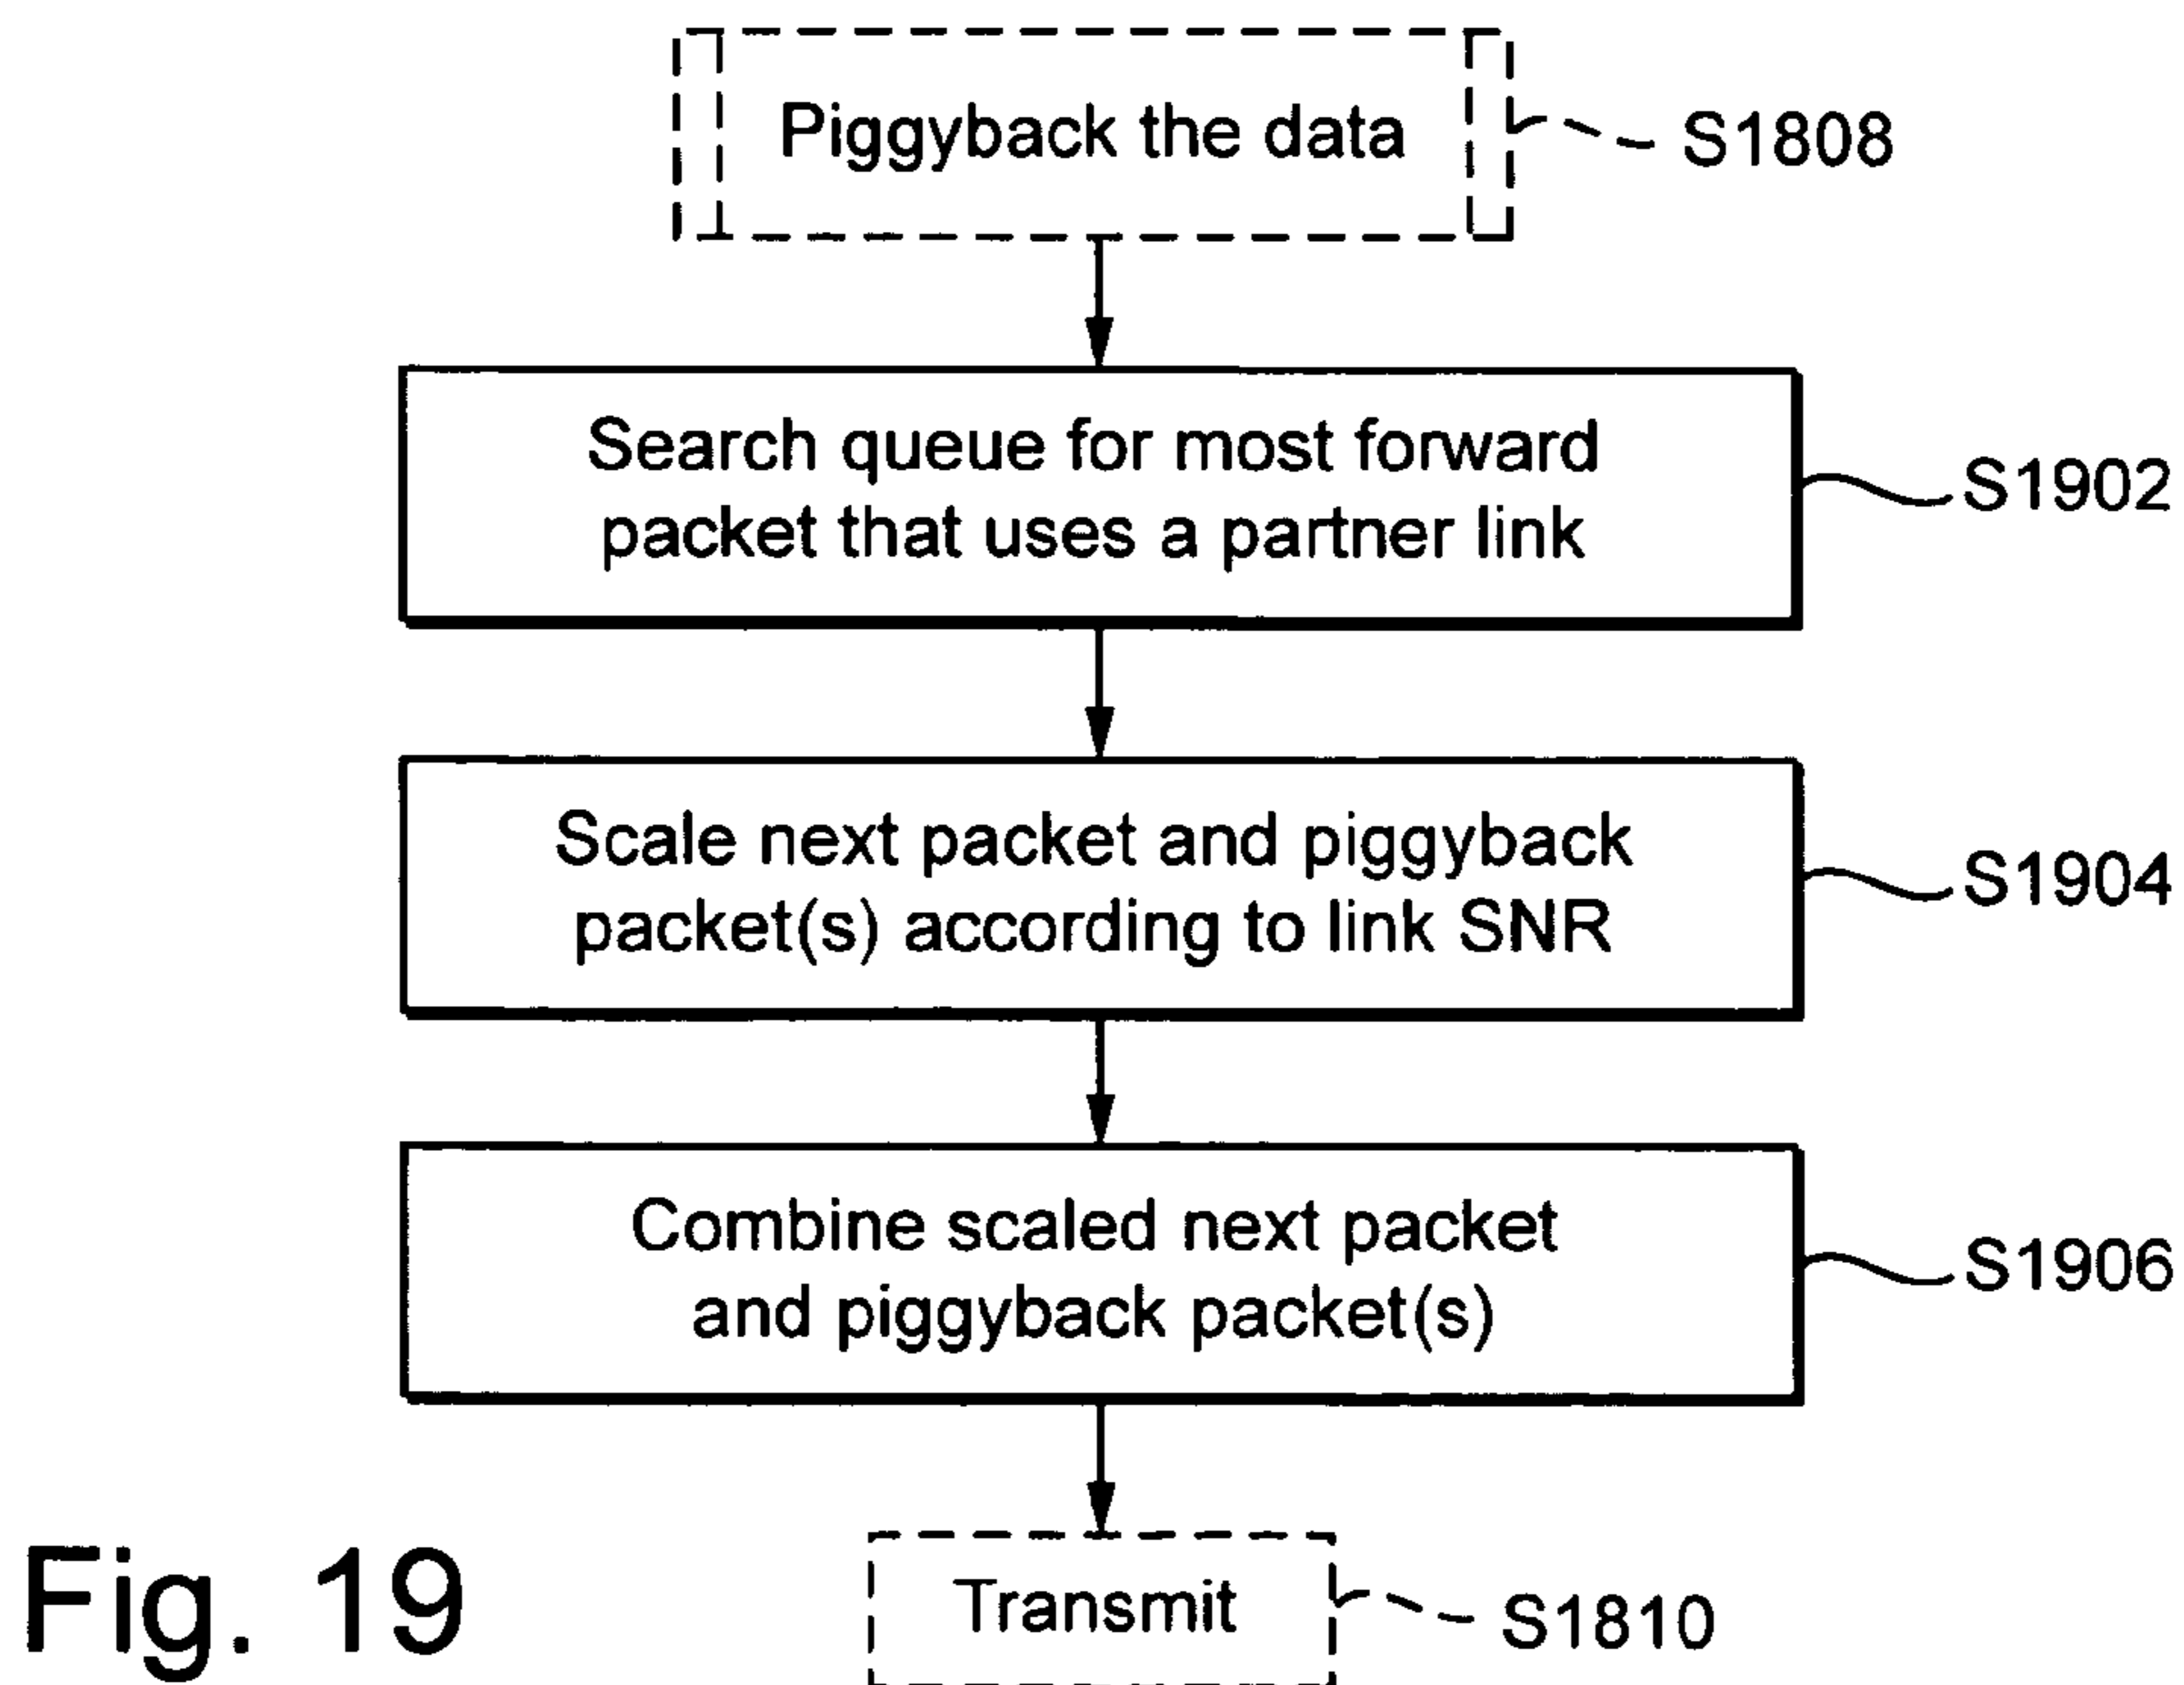 Piggyback the data
S1808
Search queue for most forward
packet that uses a partner link
S1902
Scale next packet and piggyback
packet(s) according to link SNR
S1904
Combine scaled next packet
and piggyback packet(s)
S1906
Transmit
S1810
Fig. 19